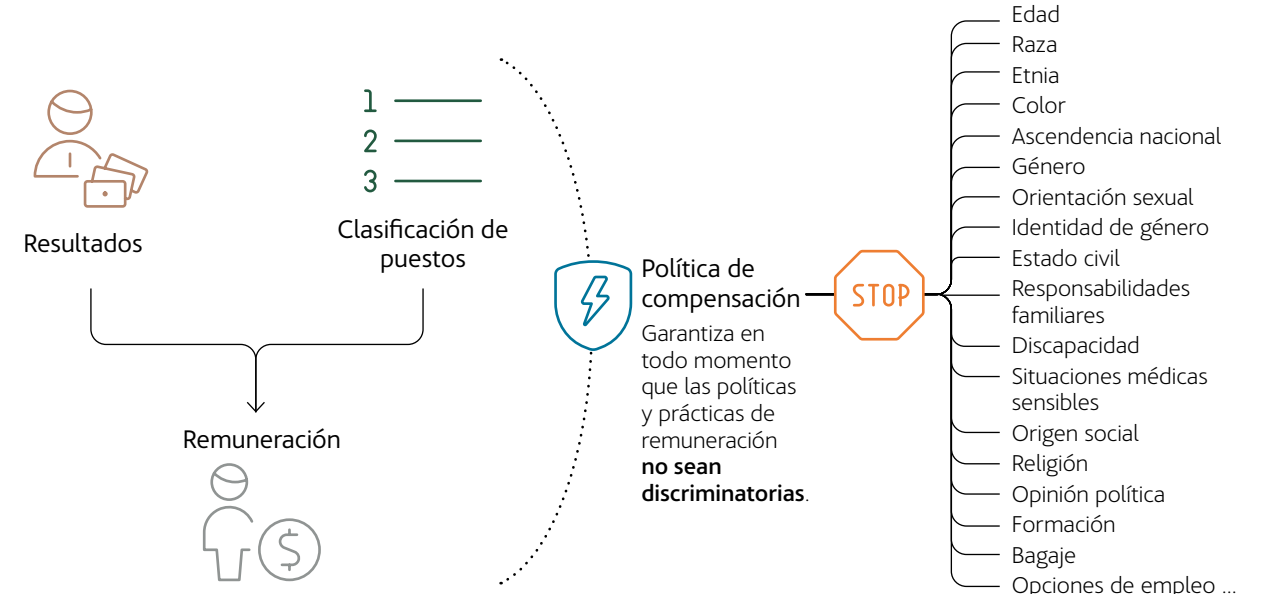 Resultados
1
2
3
Clasificación de
puestos
Remuneración
$
Política de
compensación
Garantiza en
todo momento
que las políticas
y prácticas de
remuneración
no sean
discriminatorias.
STOP
Edad
Raza
Etnia
Color
Ascendencia nacional
Género
Orientación sexual
Identidad de género
Estado civil
Responsabilidades
familiares
Discapacidad
Situaciones médicas
sensibles
Origen social
Religión
Opinión política
Formación
Bagaje
Opciones de empleo ...